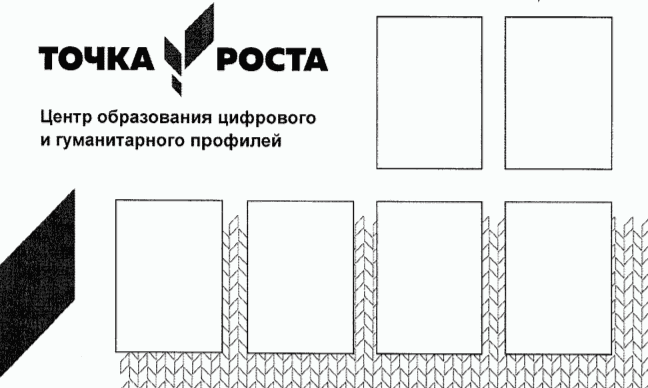 ТОЧКА РОСТА
Центр образования цифрового
и гуманитарного профилей